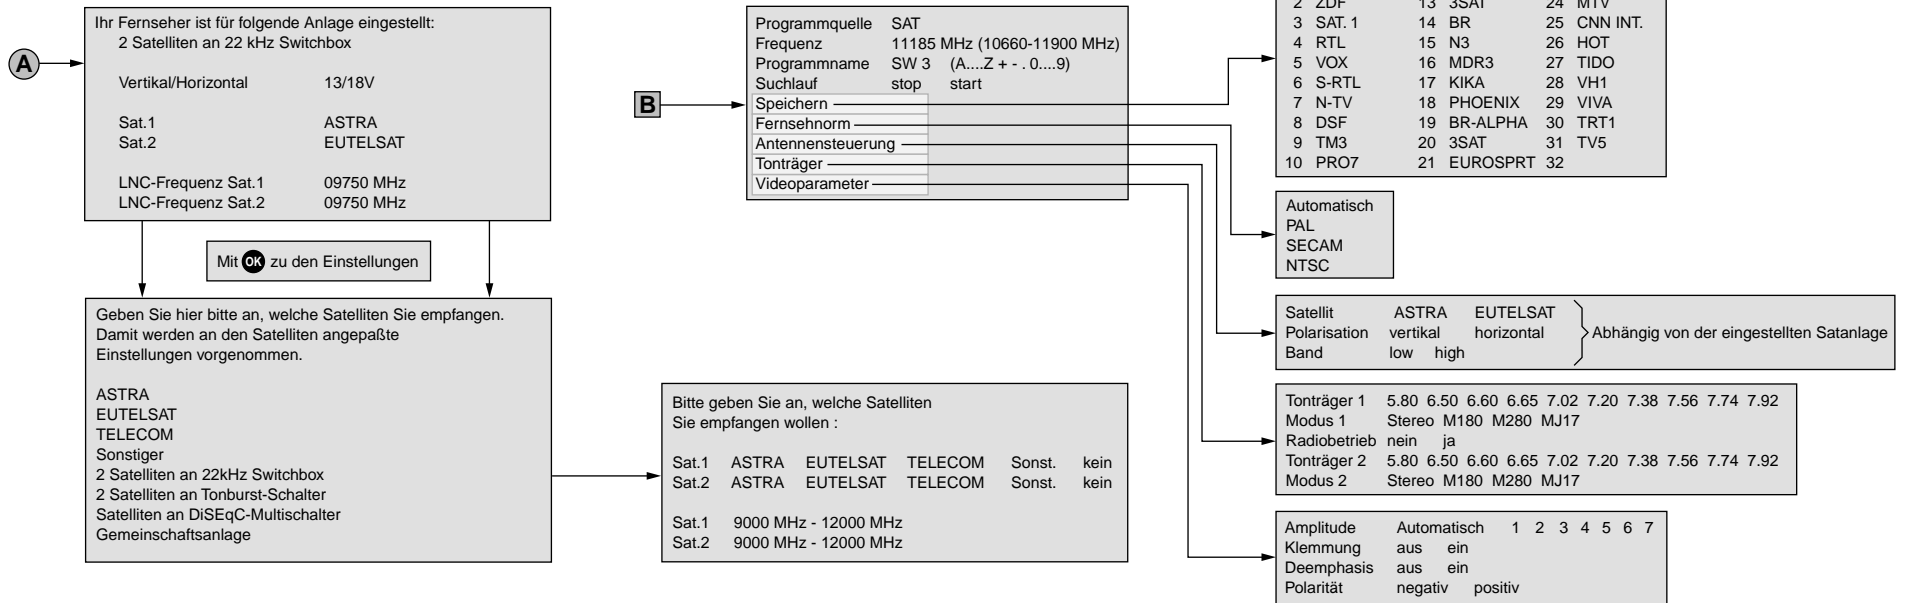 A
Ihr Fernseher ist für folgende Anlage eingestellt:
2 Satelliten an 22 kHz Switchbox
Vertikal/Horizontal 13/18V
Sat.1 ASTRA
Sat.2 EUTELSAT
LNC-Frequenz Sat.1 09750 MHz
LNC-Frequenz Sat.2 09750 MHz
Mit OK zu den Einstellungen
Geben Sie hier bitte an, welche Satelliten Sie empfangen.
Damit werden an den Satelliten angepaßte
Einstellungen vorgenommen.
ASTRA
EUTELSAT
TELECOM
Sonstiger
2 Satelliten an 22kHz Switchbox
2 Satelliten an Tonburst-Schalter
Satelliten an DiSEqC-Multischalter
Gemeinschaftsanlage
Bitte geben Sie an, welche Satelliten
Sie empfangen wollen :
Sat.1 ASTRA EUTELSAT TELECOM Sonst. kein
Sat.2 ASTRA EUTELSAT TELECOM Sonst. kein
Sat.1 9000 MHz - 12000 MHz
Sat.2 9000 MHz - 12000 MHz
B
Programmquelle SAT
Frequenz 11185 MHz (10660-11900 MHz)
Programmname SW 3 (A....Z + - . 0....9)
Suchlauf stop start
Speichern
Fernsehnorm
Antennensteuerung
Tonträger
Videoparameter
2 ZDF 13 3SAT 24 MTV
3 SAT. 1 14 BR 25 CNN INT.
4 RTL 15 N3 26 HOT
5 VOX 16 MDR3 27 TIDO
6 S-RTL 17 KIKA 28 VH1
7 N-TV 18 PHOENIX 29 VIVA
8 DSF 19 BR-ALPHA 30 TRT1
9 TM3 20 3SAT 31 TV5
10 PRO7 21 EUROSPRT 32
Automatisch
PAL
SECAM
NTSC
Satellit ASTRA EUTELSAT
Polarisation vertikal horizontal Abhängig von der eingestellten Satanlage
Band low high
Tonträger 1 5.80 6.50 6.60 6.65 7.02 7.20 7.38 7.56 7.74 7.92
Modus 1 Stereo M180 M280 MJ17
Radiobetrieb nein ja
Tonträger 2 5.80 6.50 6.60 6.65 7.02 7.20 7.38 7.56 7.74 7.92
Modus 2 Stereo M180 M280 MJ17
Amplitude Automatisch 1 2 3 4 5 6 7
Klemmung aus ein
Deemphasis aus ein
Polarität negativ positiv